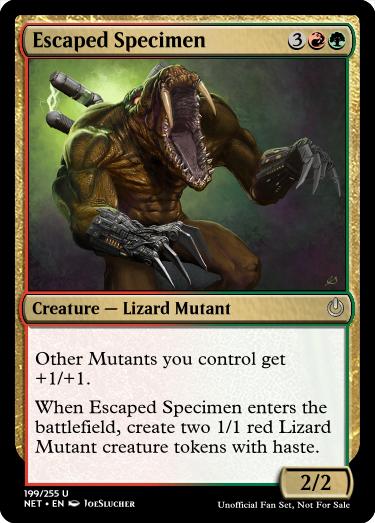 Escaped Specimen 3
Creature — Lizard Mutant
Other Mutants you control get
+1/+1.
When Escaped Specimen enters the
battlefield, create two 1/1 red Lizard
Mutant creature tokens with haste.
2/2
199/255 U
NET • EN JoeSlucher
Unofficial Fan Set, Not For Sale